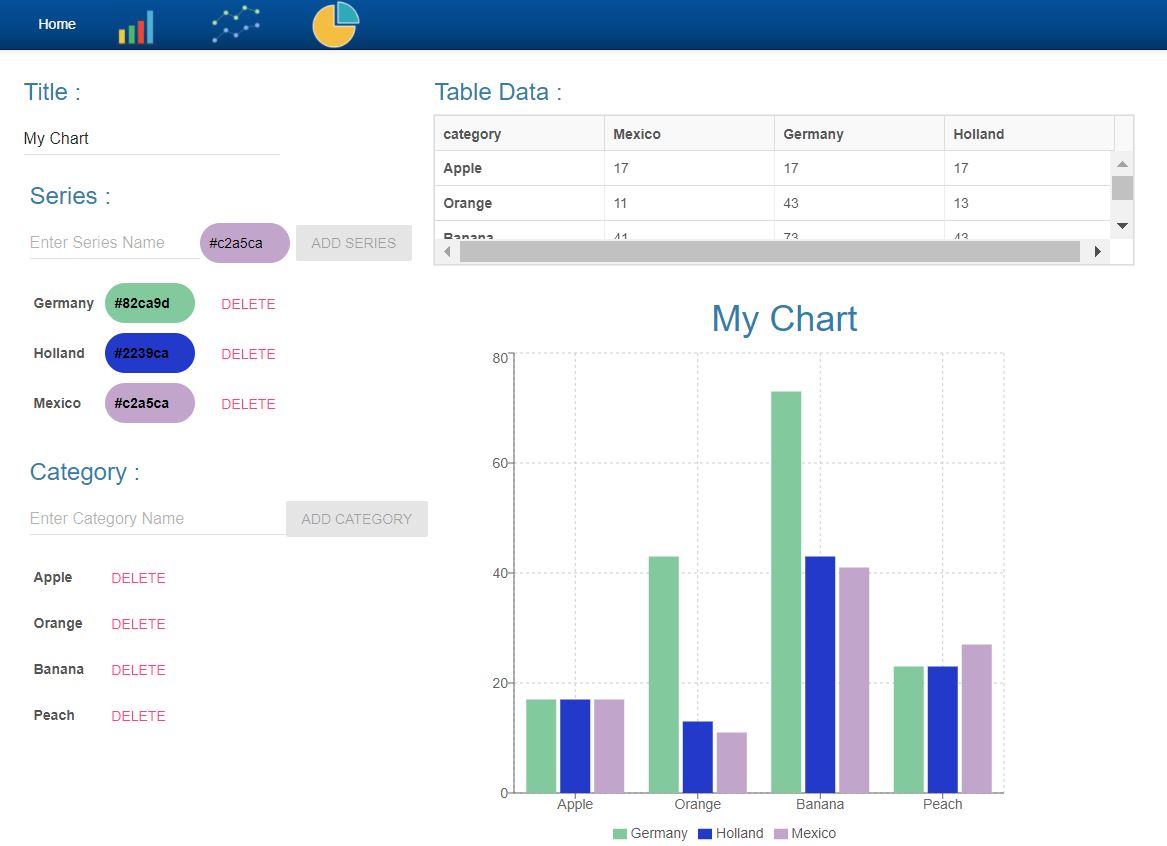 Home
Title :
My Chart
Series :
Enter Series Name #c2a5ca ADD SERIES
Germany #82ca9d DELETE
Holland #2239ca DELETE
Mexico #c2a5ca DELETE
Category :
Enter Category Name ADD CATEGORY
Apple DELETE
Orange DELETE
Banana DELETE
Peach DELETE
Table Data :
category Mexico Germany Holland
Apple 17 17 17
Orange 11 43 13
Banana 41 73 43
My Chart
80
60
40
20
0
Apple Orange Banana Peach
Germany Holland Mexico